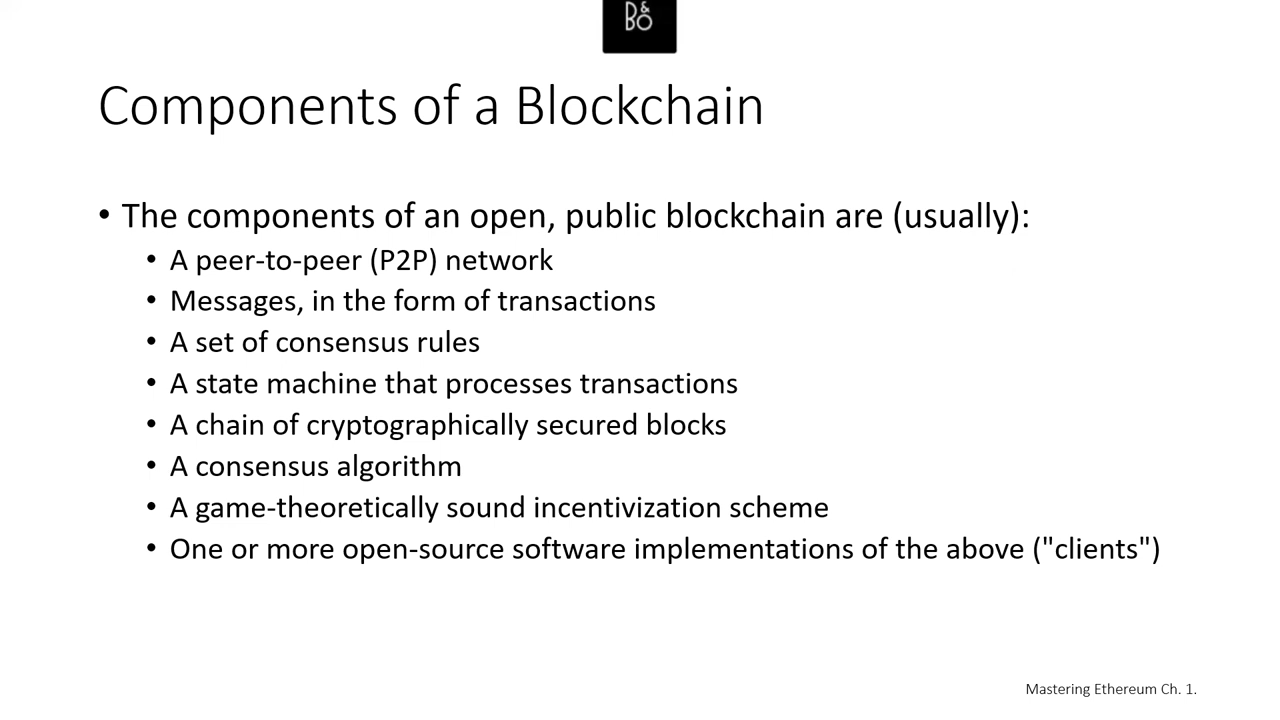 D&
BO
Components of a Blockchain
• The components of an open, public blockchain are (usually):
• A peer-to-peer (P2P) network
• Messages, in the form of transactions
• A set of consensus rules
• A state machine that processes transactions
• A chain of cryptographically secured blocks
• A consensus algorithm
• A game-theoretically sound incentivization scheme
• One or more open-source software implementations of the above ("clients")
Mastering Ethereum Ch. 1.